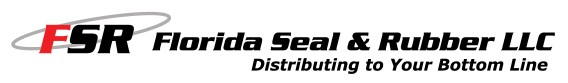 FSR Florida Seal & Rubber LLC
Distributing to Your Bottom Line